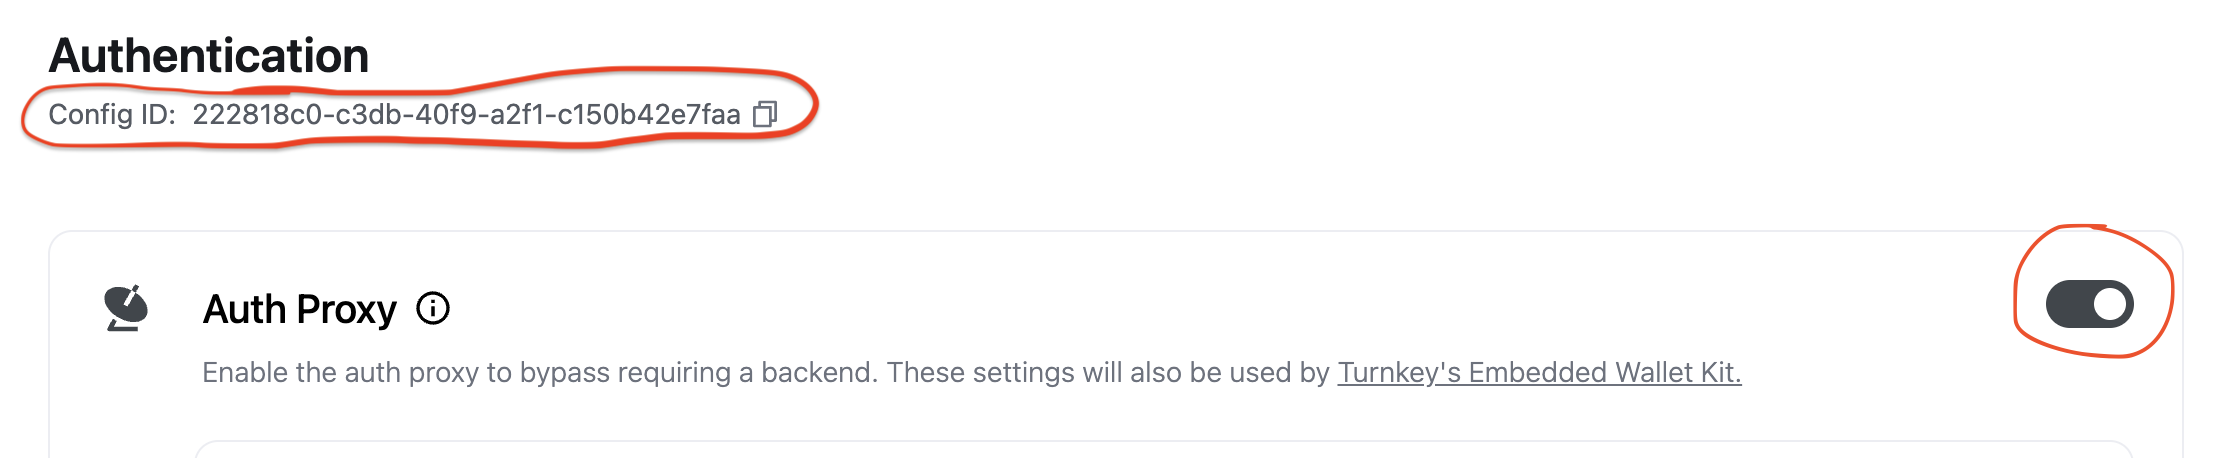 Authentication
Config ID: 222818c0-c3db-40f9-a2f1-c150b42e7faa
Auth Proxy
Enable the auth proxy to bypass requiring a backend. These settings will also be used by Turnkey's Embedded Wallet Kit.